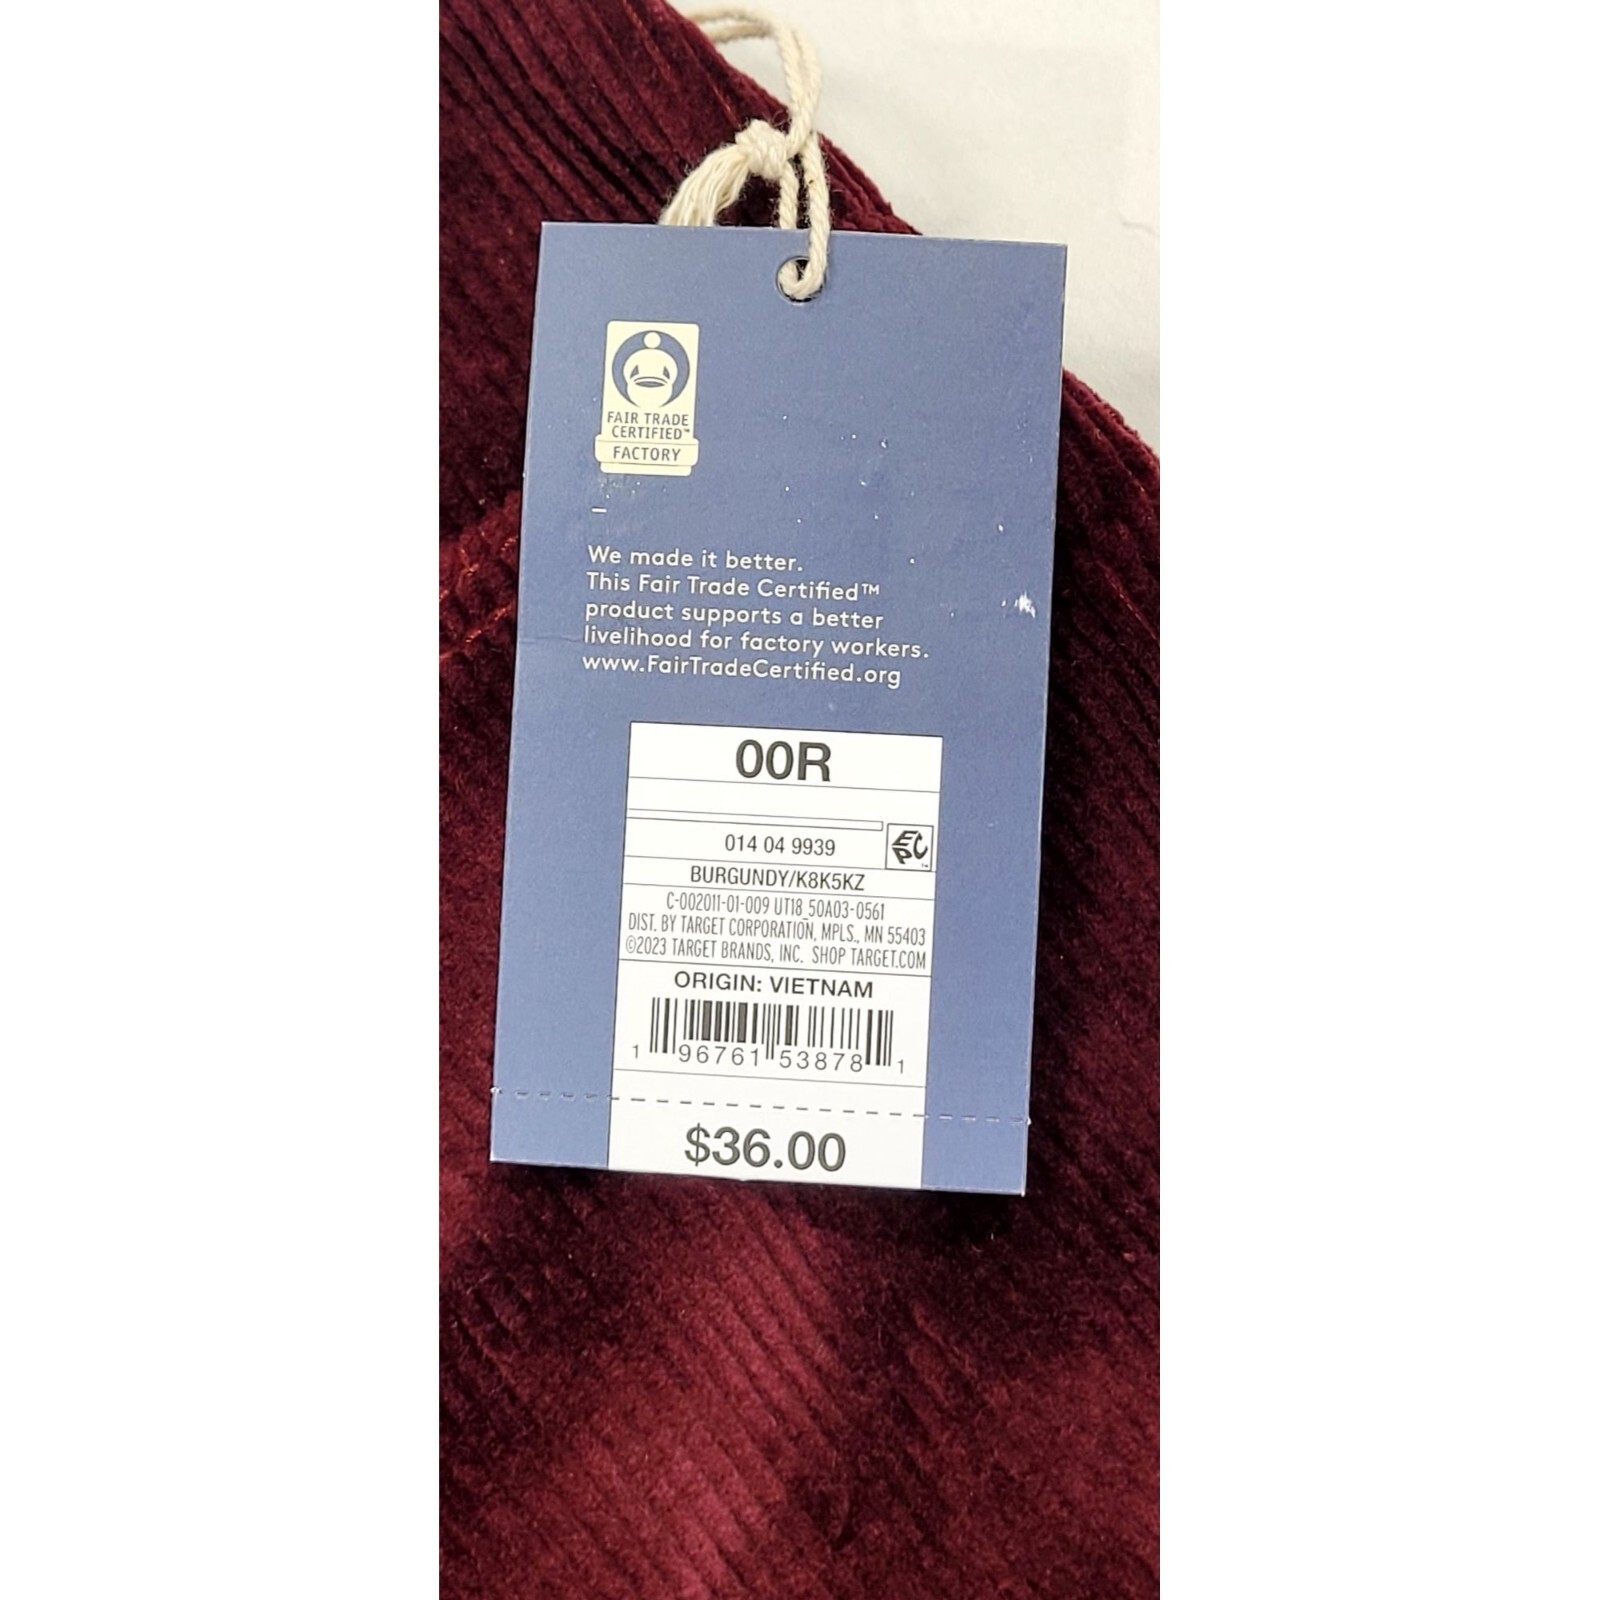 FAIR TRADE
CERTIFIED™
FACTORY
We made it better.
This Fair Trade Certified™
product supports a better
livelihood for factory workers.
www.FairTradeCertified.org
00R
014 04 9939
EPC
BURGUNDY/K8K5KZ
C-002011-01-009 UT18_50A03-0561
DIST. BY TARGET CORPORATION, MPLS., MN 55403
©2023 TARGET BRANDS, INC. SHOP TARGET.COM
ORIGIN: VIETNAM
1 96761 53878 1
$36.00